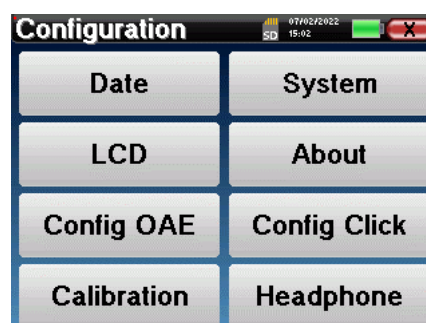 Configuration SD 07/02/2022 15:02 X
Date System
LCD About
Config OAE Config Click
Calibration Headphone